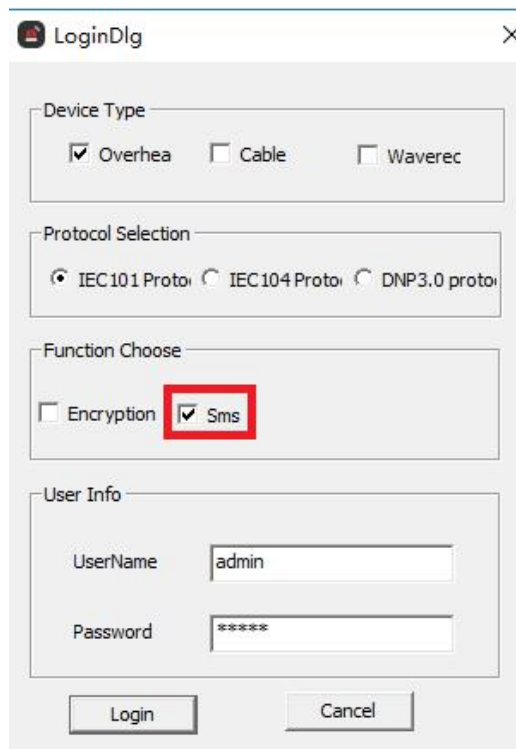 LoginDlg
Device Type
Overhea Cable Waverec
Protocol Selection
IEC101 Proto IEC104 Proto DNP3.0 proto
Function Choose
Encryption Sms
User Info
UserName admin
Password *****
Login Cancel